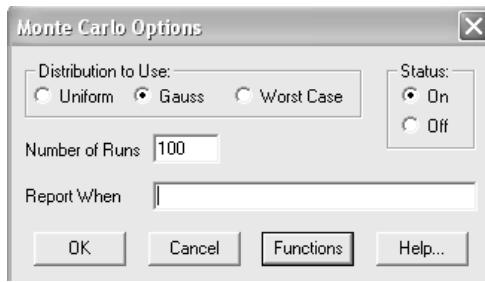 Monte Carlo Options
Distribution to Use:
Uniform Gauss Worst Case
Status:
On
Off
Number of Runs 100
Report When
OK Cancel Functions Help...